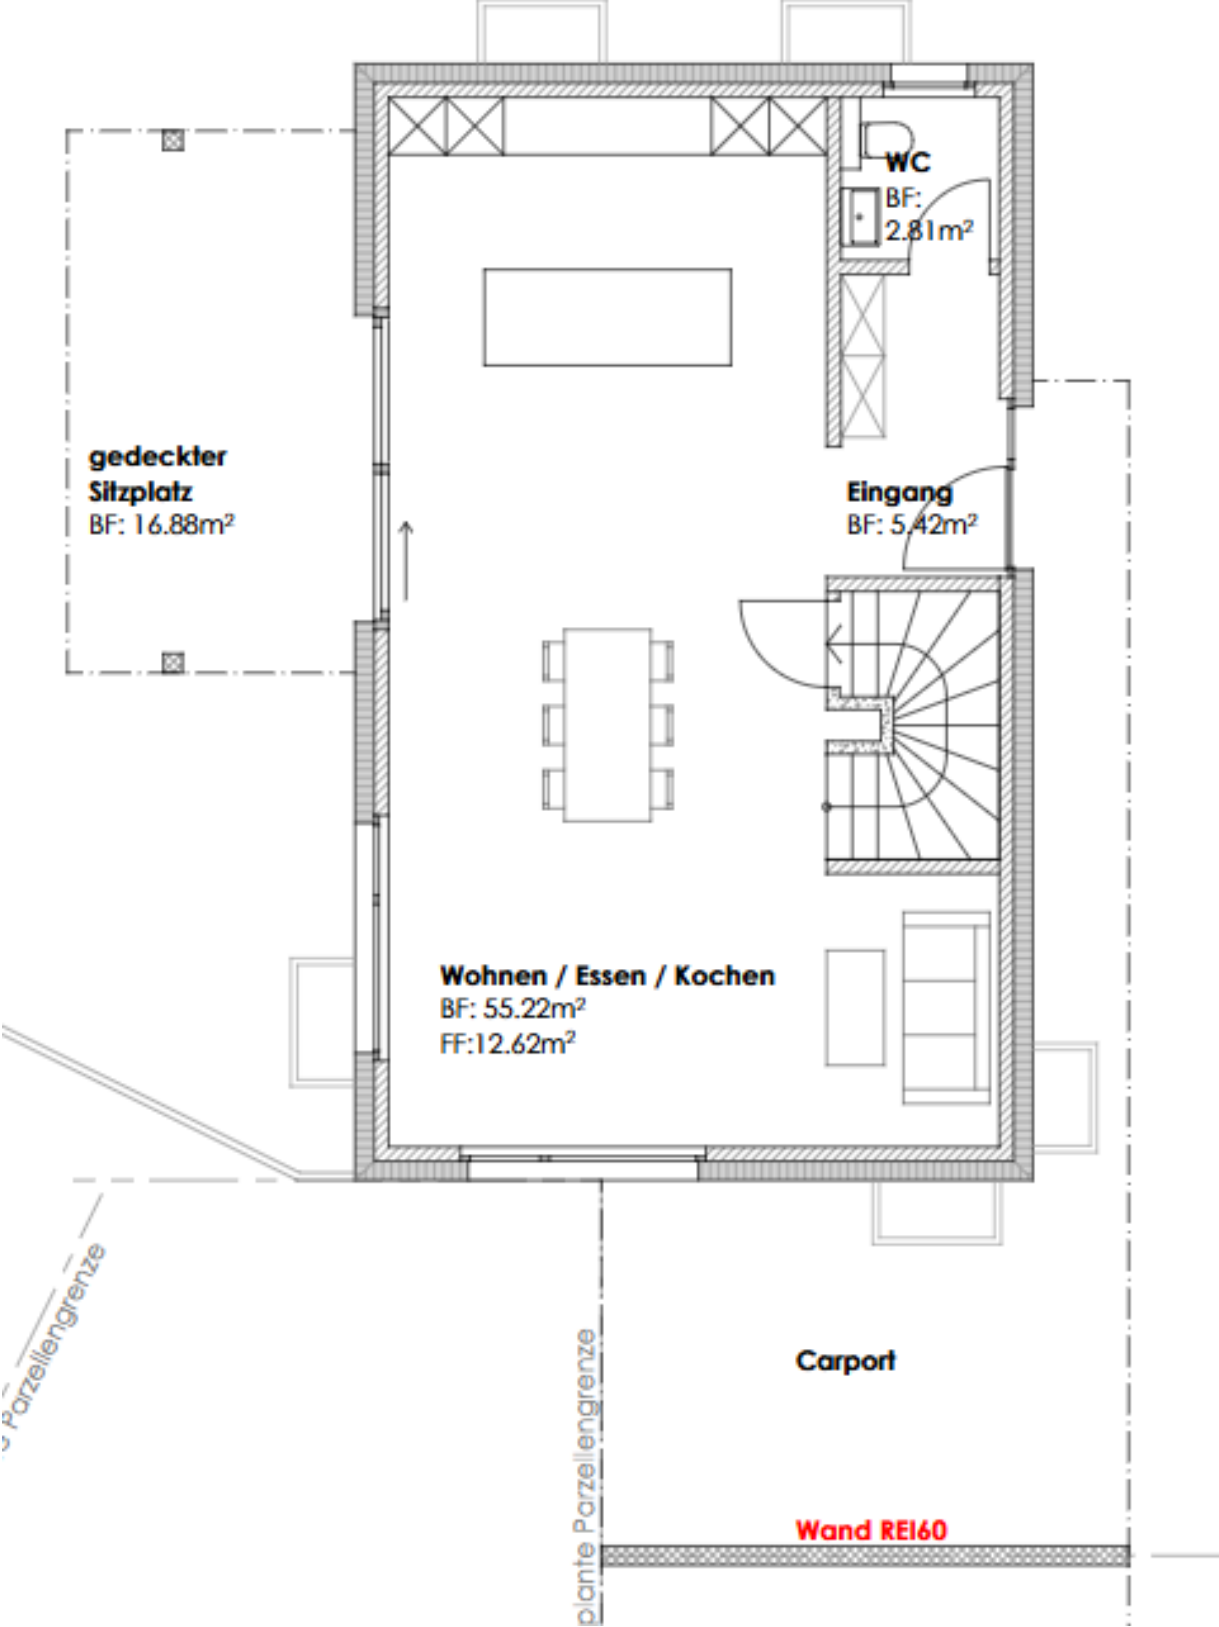 WC
BF:
2.81m²
gedeckter
Sitzplatz
BF: 16.88m²
Eingang
BF: 5.42m²
Wohnen / Essen / Kochen
BF: 55.22m²
FF:12.62m²
Parzellengrenze
plante Parzellengrenze
Carport
Wand REI60